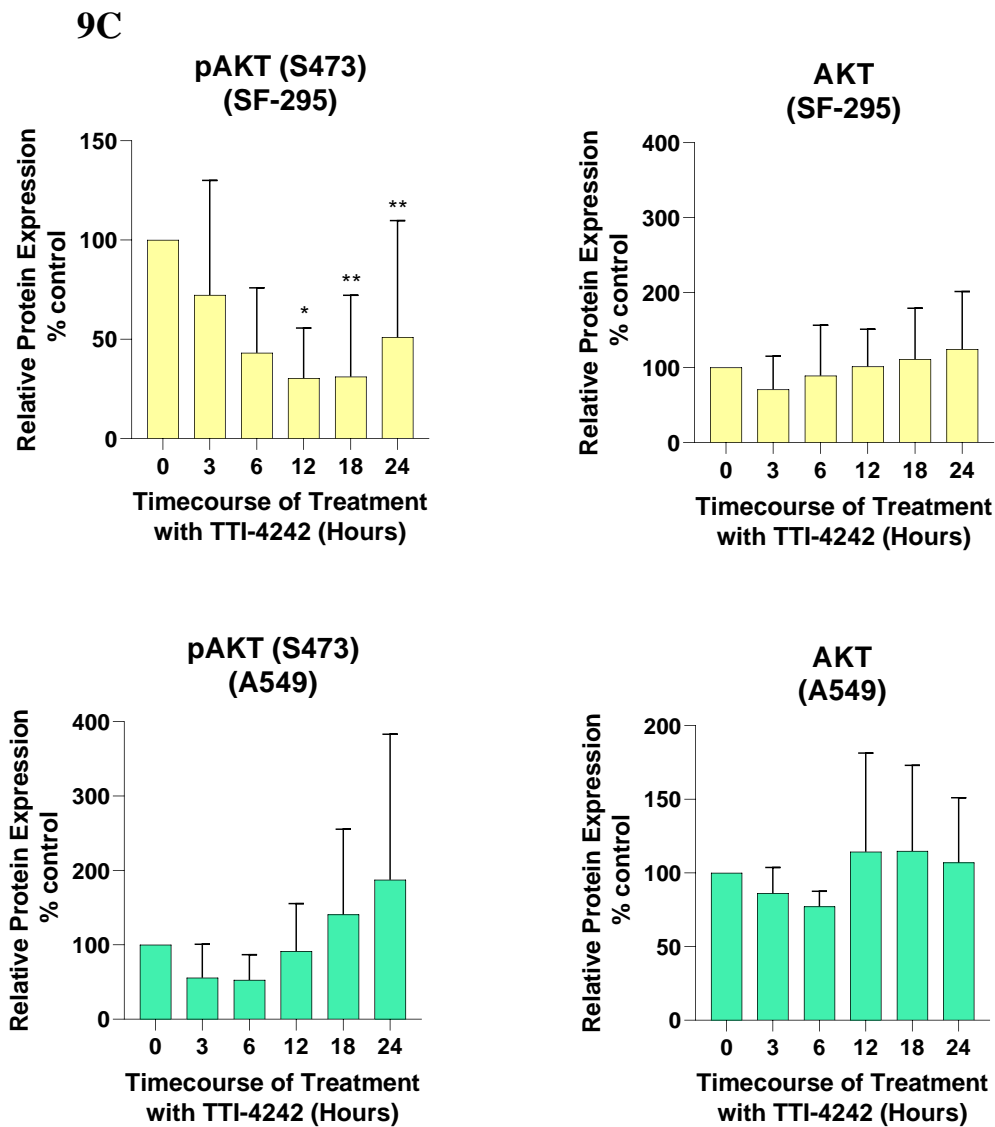 9C
pAKT (S473)
(SF-295)
Relative Protein Expression
% control
150
100
50
0
*
**
**
0 3 6 12 18 24
Timecourse of Treatment
with TTI-4242 (Hours)
AKT
(SF-295)
Relative Protein Expression
% control
400
300
200
100
0
0 3 6 12 18 24
Timecourse of Treatment
with TTI-4242 (Hours)
pAKT (S473)
(A549)
Relative Protein Expression
% control
400
300
200
100
0
0 3 6 12 18 24
Timecourse of Treatment
with TTI-4242 (Hours)
AKT
(A549)
Relative Protein Expression
% control
200
150
100
50
0
0 3 6 12 18 24
Timecourse of Treatment
with TTI-4242 (Hours)